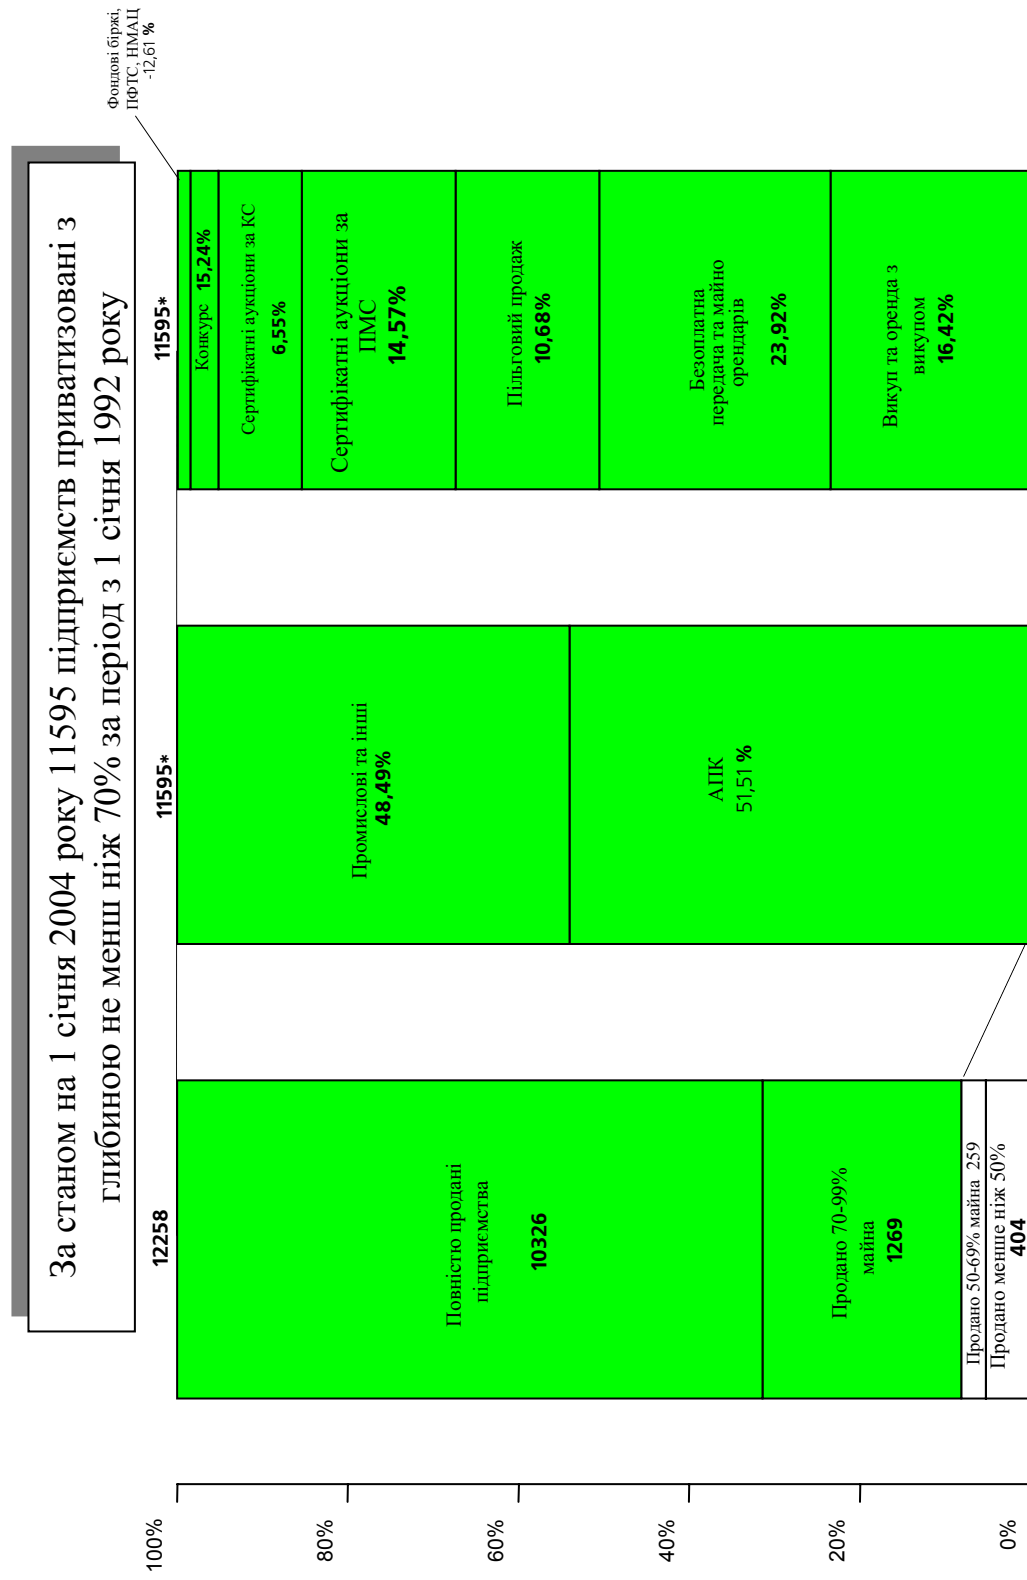 За станом на 1 січня 2004 року 11595 підприємств приватизовані з
глибиною не менш ніж 70% за період з 1 січня 1992 року
100%
80%
60%
40%
20%
0%
12258
Повністю продані
підприємства
10326
Продано 70-99%
майна
1269
Продано 50-69% майна 259
Продано менше ніж 50%
404
11595*
Промислові та інші
48,49%
АПК
51,51 %
11595*
Фондові біржі,
ПФТС, НМАЦ
-12,61 %
Конкурс 15,24%
Сертифікатні аукціони за КС
6,55%
Сертифікатні аукціони за
ПМС
14,57%
Пільговий продаж
10,68%
Безоплатна
передача та майно
орендарів
23,92%
Викуп та оренда з
викупом
16,42%